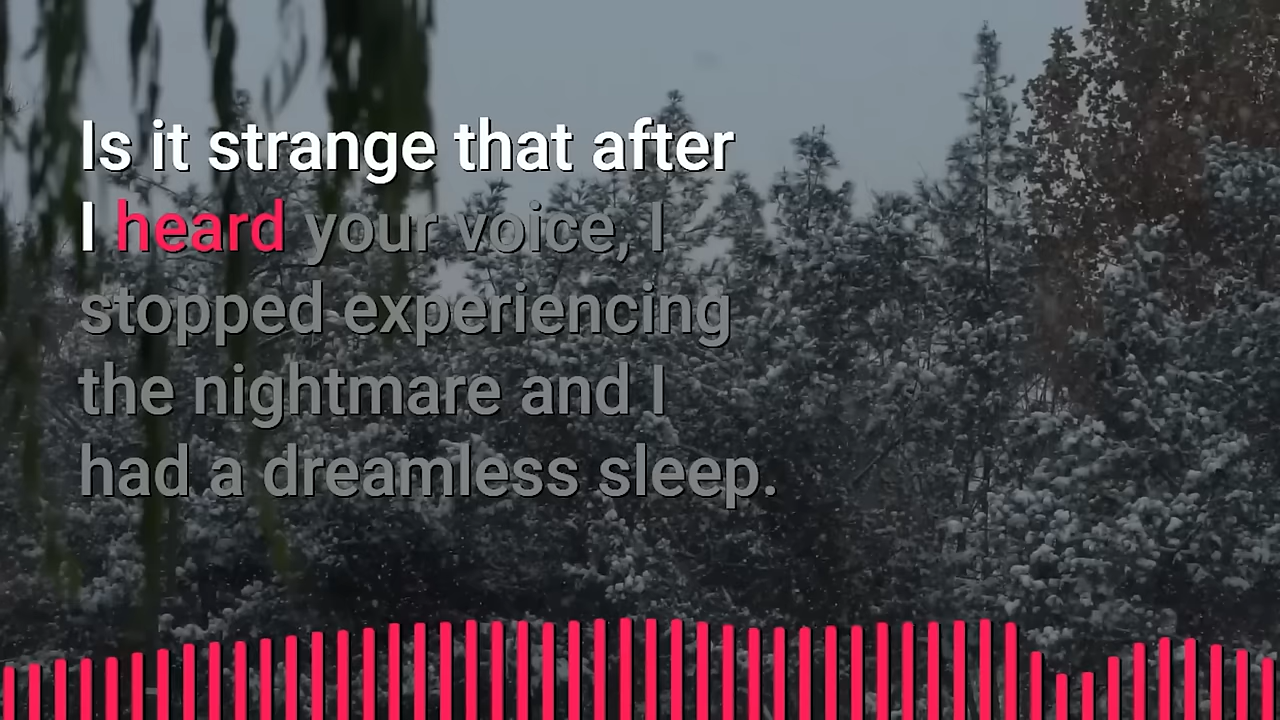 Is it strange that after
I heard your voice, I
stopped experiencing
the nightmare and I
had a dreamless sleep.